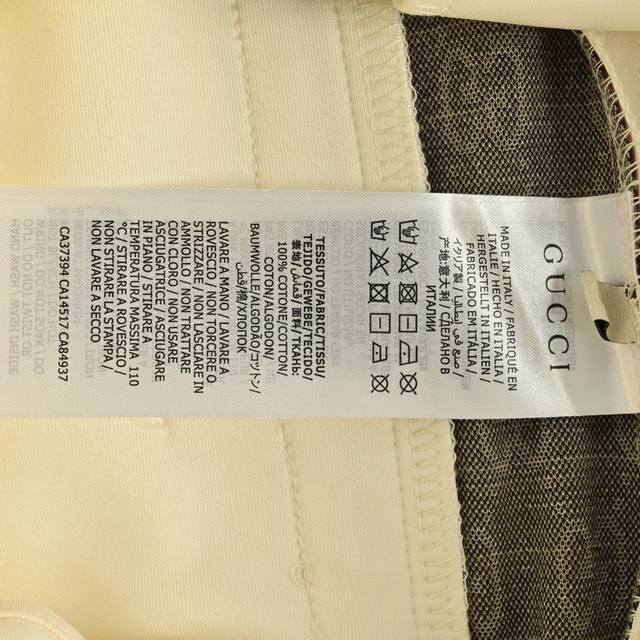 GUCCI
MADE IN ITALY / FABRIQUÉ EN
ITALIE / HECHO EN ITALIA /
HERGESTELLT IN ITALIEN /
FABRICADO EM ITÁLIA /
イタリア製 / صنع في إيطاليا /
产地:意大利 / СДЕЛАНО В
ИТАЛИИ
TESSUTO/FABRIC/TISSU/
TEJIDO/GEWEBE/TECIDO/
表地/قماش/面料/ТКАНЬ:
100% COTONE/COTTON/
COTON/ALGODÓN/
BAUMWOLLE/ALGODÃO/コットン/
قطن/棉/ХЛОПОК
LAVARE A MANO / LAVARE A
ROVESCIO / NON TORCERE O
STRIZZARE / NON LASCIARE IN
AMMOLLO / NON TRATTARE
CON CLORO / NON USARE
ASCIUGATRICE / ASCIUGARE
IN PIANO / STIRARE A
TEMPERATURA MASSIMA 110
°C / STIRARE A ROVESCIO /
NON STIRARE LA STAMPA /
NON LAVARE A SECCO
CA37394 CA14517 CA84937